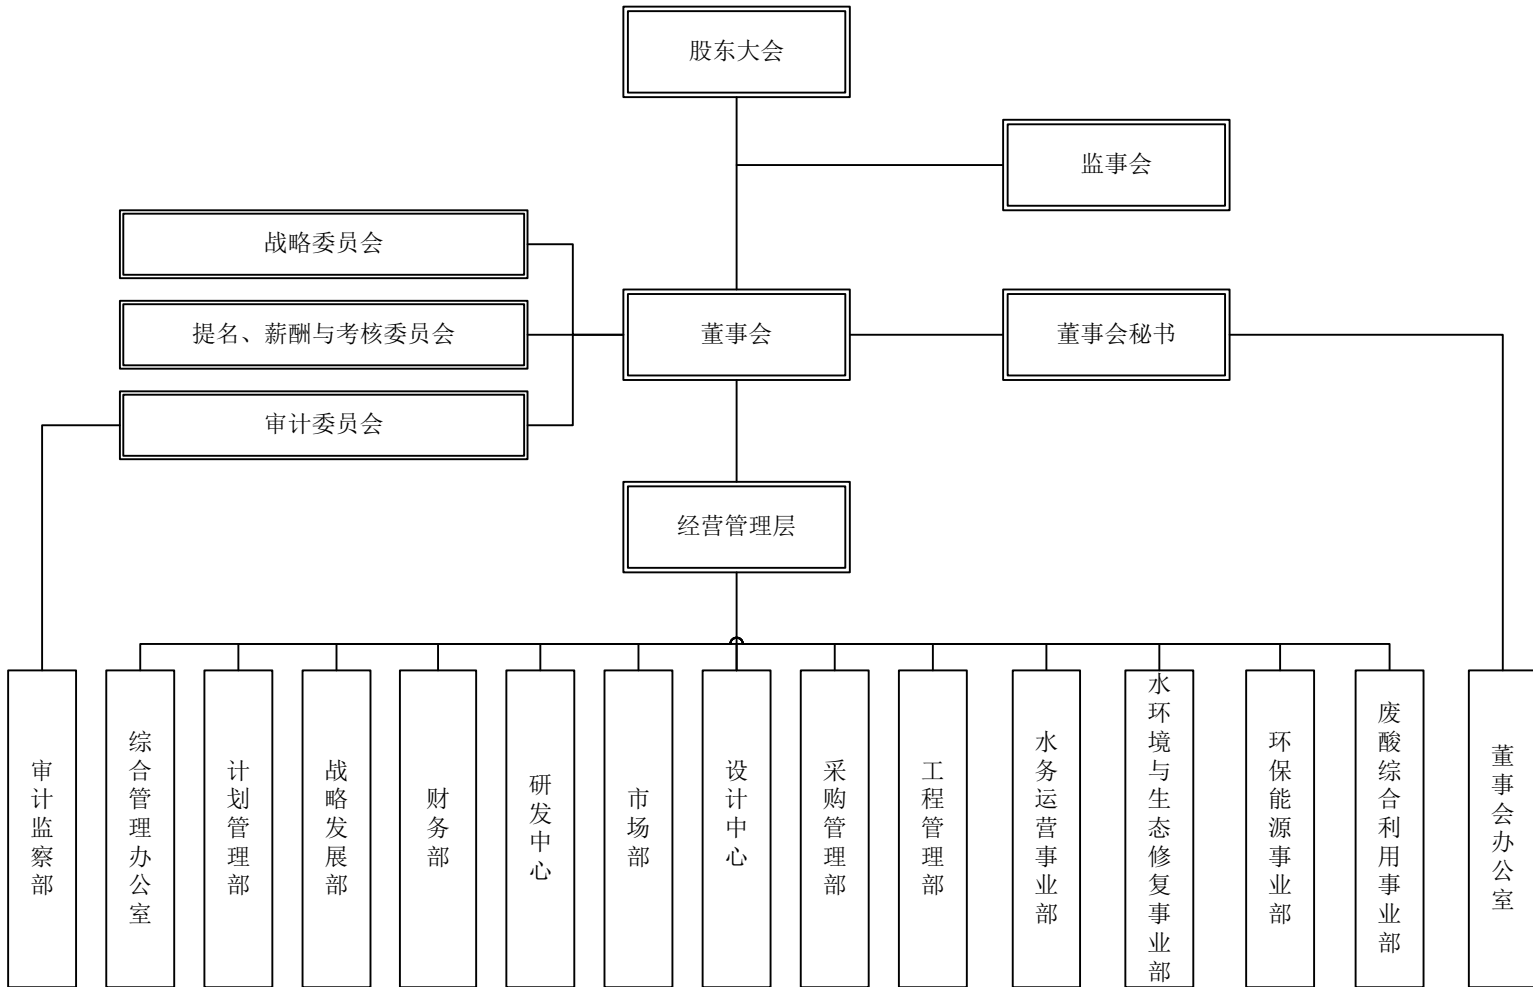 股东大会
监事会
战略委员会
提名、薪酬与考核委员会
董事会
董事会秘书
审计委员会
经营管理层
审计监察部
综合管理办公室
计划管理部
战略发展部
财务部
研发中心
市场部
设计中心
采购管理部
工程管理部
水务运营事业部
水环境与生态修复事业部
环保能源事业部
废酸综合利用事业部
董事会办公室